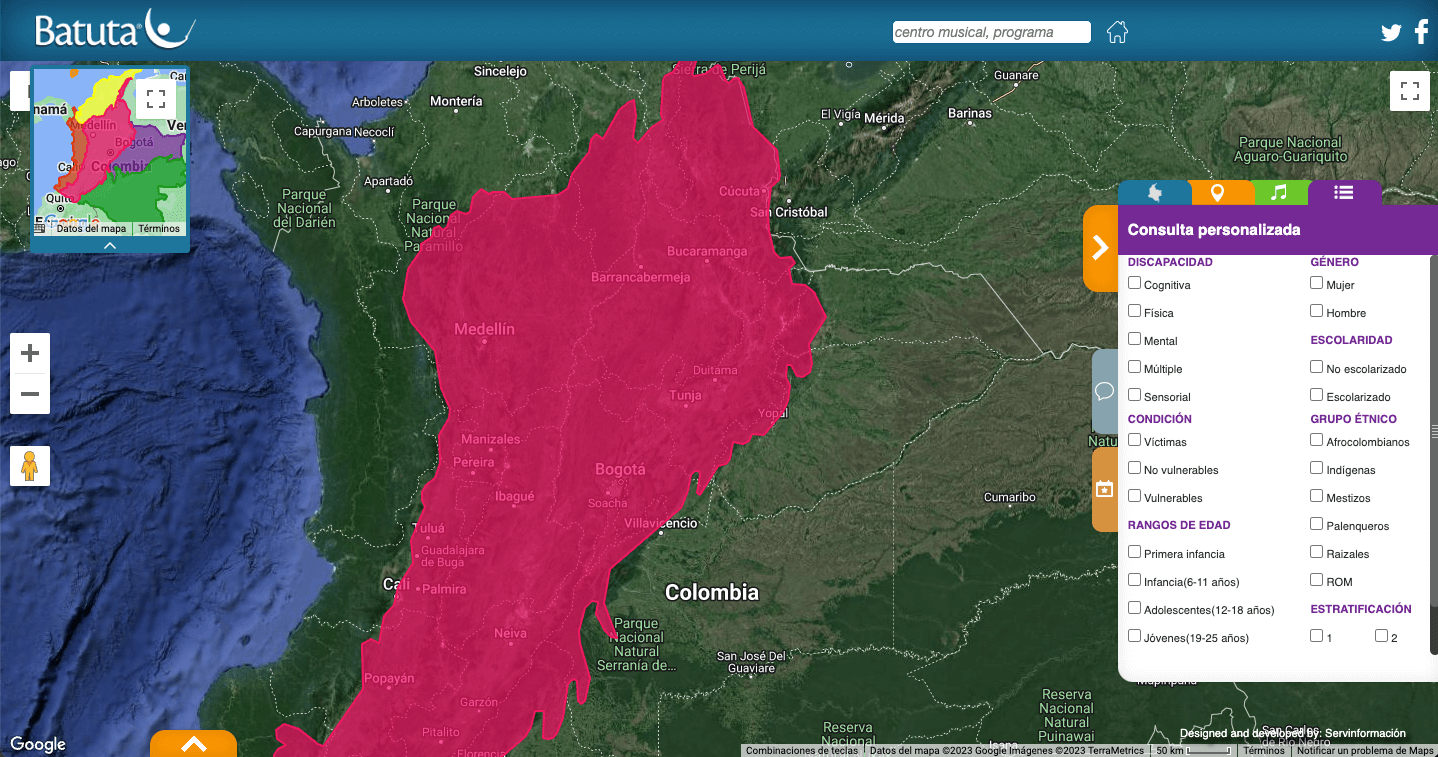 Batuta
centro musical, programa
Sierra de Perijá
Sincelejo
Guanare
Arboletes
Montería
El Vigía
Mérida
Barinas
Capurgana
Necoclí
namá
Medellín
Bogotá
Cali
Colombia
Quito
Datos del mapa
Términos
Parque Nacional
Aguaro-Guariquito
Apartadó
Parque
Nacional
del Darién
Parque
Nacional
Natural
Paramillo
Cúcuta
San Cristóbal
Bucaramanga
Barrancabermeja
Medellín
Duitama
Tunja
Yopal
Manizales
Pereira
Bogotá
Ibagué
Soacha
Villavicencio
Cumaribo
Tuluá
Guadalajara
de Buga
Cali
Palmira
Colombia
Neiva
Parque
Nacional
Natural
Serranía de...
San José Del
Guaviare
Popayán
Garzón
Pitalito
Florencia
Reserva
Nacional
Natural
Puinawai
Reserva
Nacional
Consulta personalizada
DISCAPACIDAD
Cognitiva
Física
Mental
Múltiple
Sensorial
CONDICIÓN
Víctimas
No vulnerables
Vulnerables
RANGOS DE EDAD
Primera infancia
Infancia(6-11 años)
Adolescentes(12-18 años)
Jóvenes(19-25 años)
GÉNERO
Mujer
Hombre
ESCOLARIDAD
No escolarizado
Escolarizado
GRUPO ÉTNICO
Afrocolombianos
Indígenas
Mestizos
Palenqueros
Raizales
ROM
ESTRATIFICACIÓN
1
2
San Carlos
de Río Negro
Designed and developed by: Servinformación
Google
Combinaciones de teclas
Datos del mapa ©2023 Google Imágenes ©2023 TerraMetrics
50 km
Términos
Notificar un problema de Maps